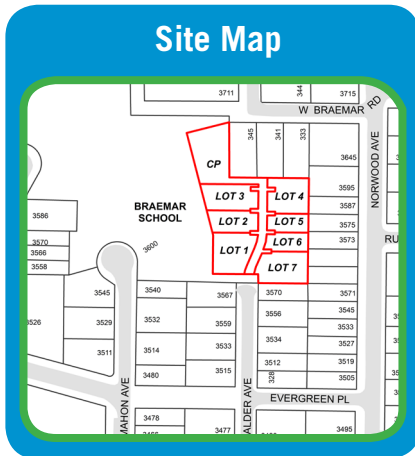 Site Map
3711
344
3715
W BRAEMAR RD
345
341
333
3645
NORWOOD AVE
CP
LOT 3
LOT 4
3595
3587
BRAEMAR
SCHOOL
LOT 2
LOT 5
3575
3586
RU
3570
3573
LOT 6
3566
3600
LOT 1
3558
LOT 7
3545
3540
3567
3570
3571
3556
3545
3526
3529
3532
3559
3533
3534
3527
3511
3514
3533
3512
3519
3480
3515
328
3505
MAHON AVE
ALDER AVE
EVERGREEN PL
3478
3477
3495